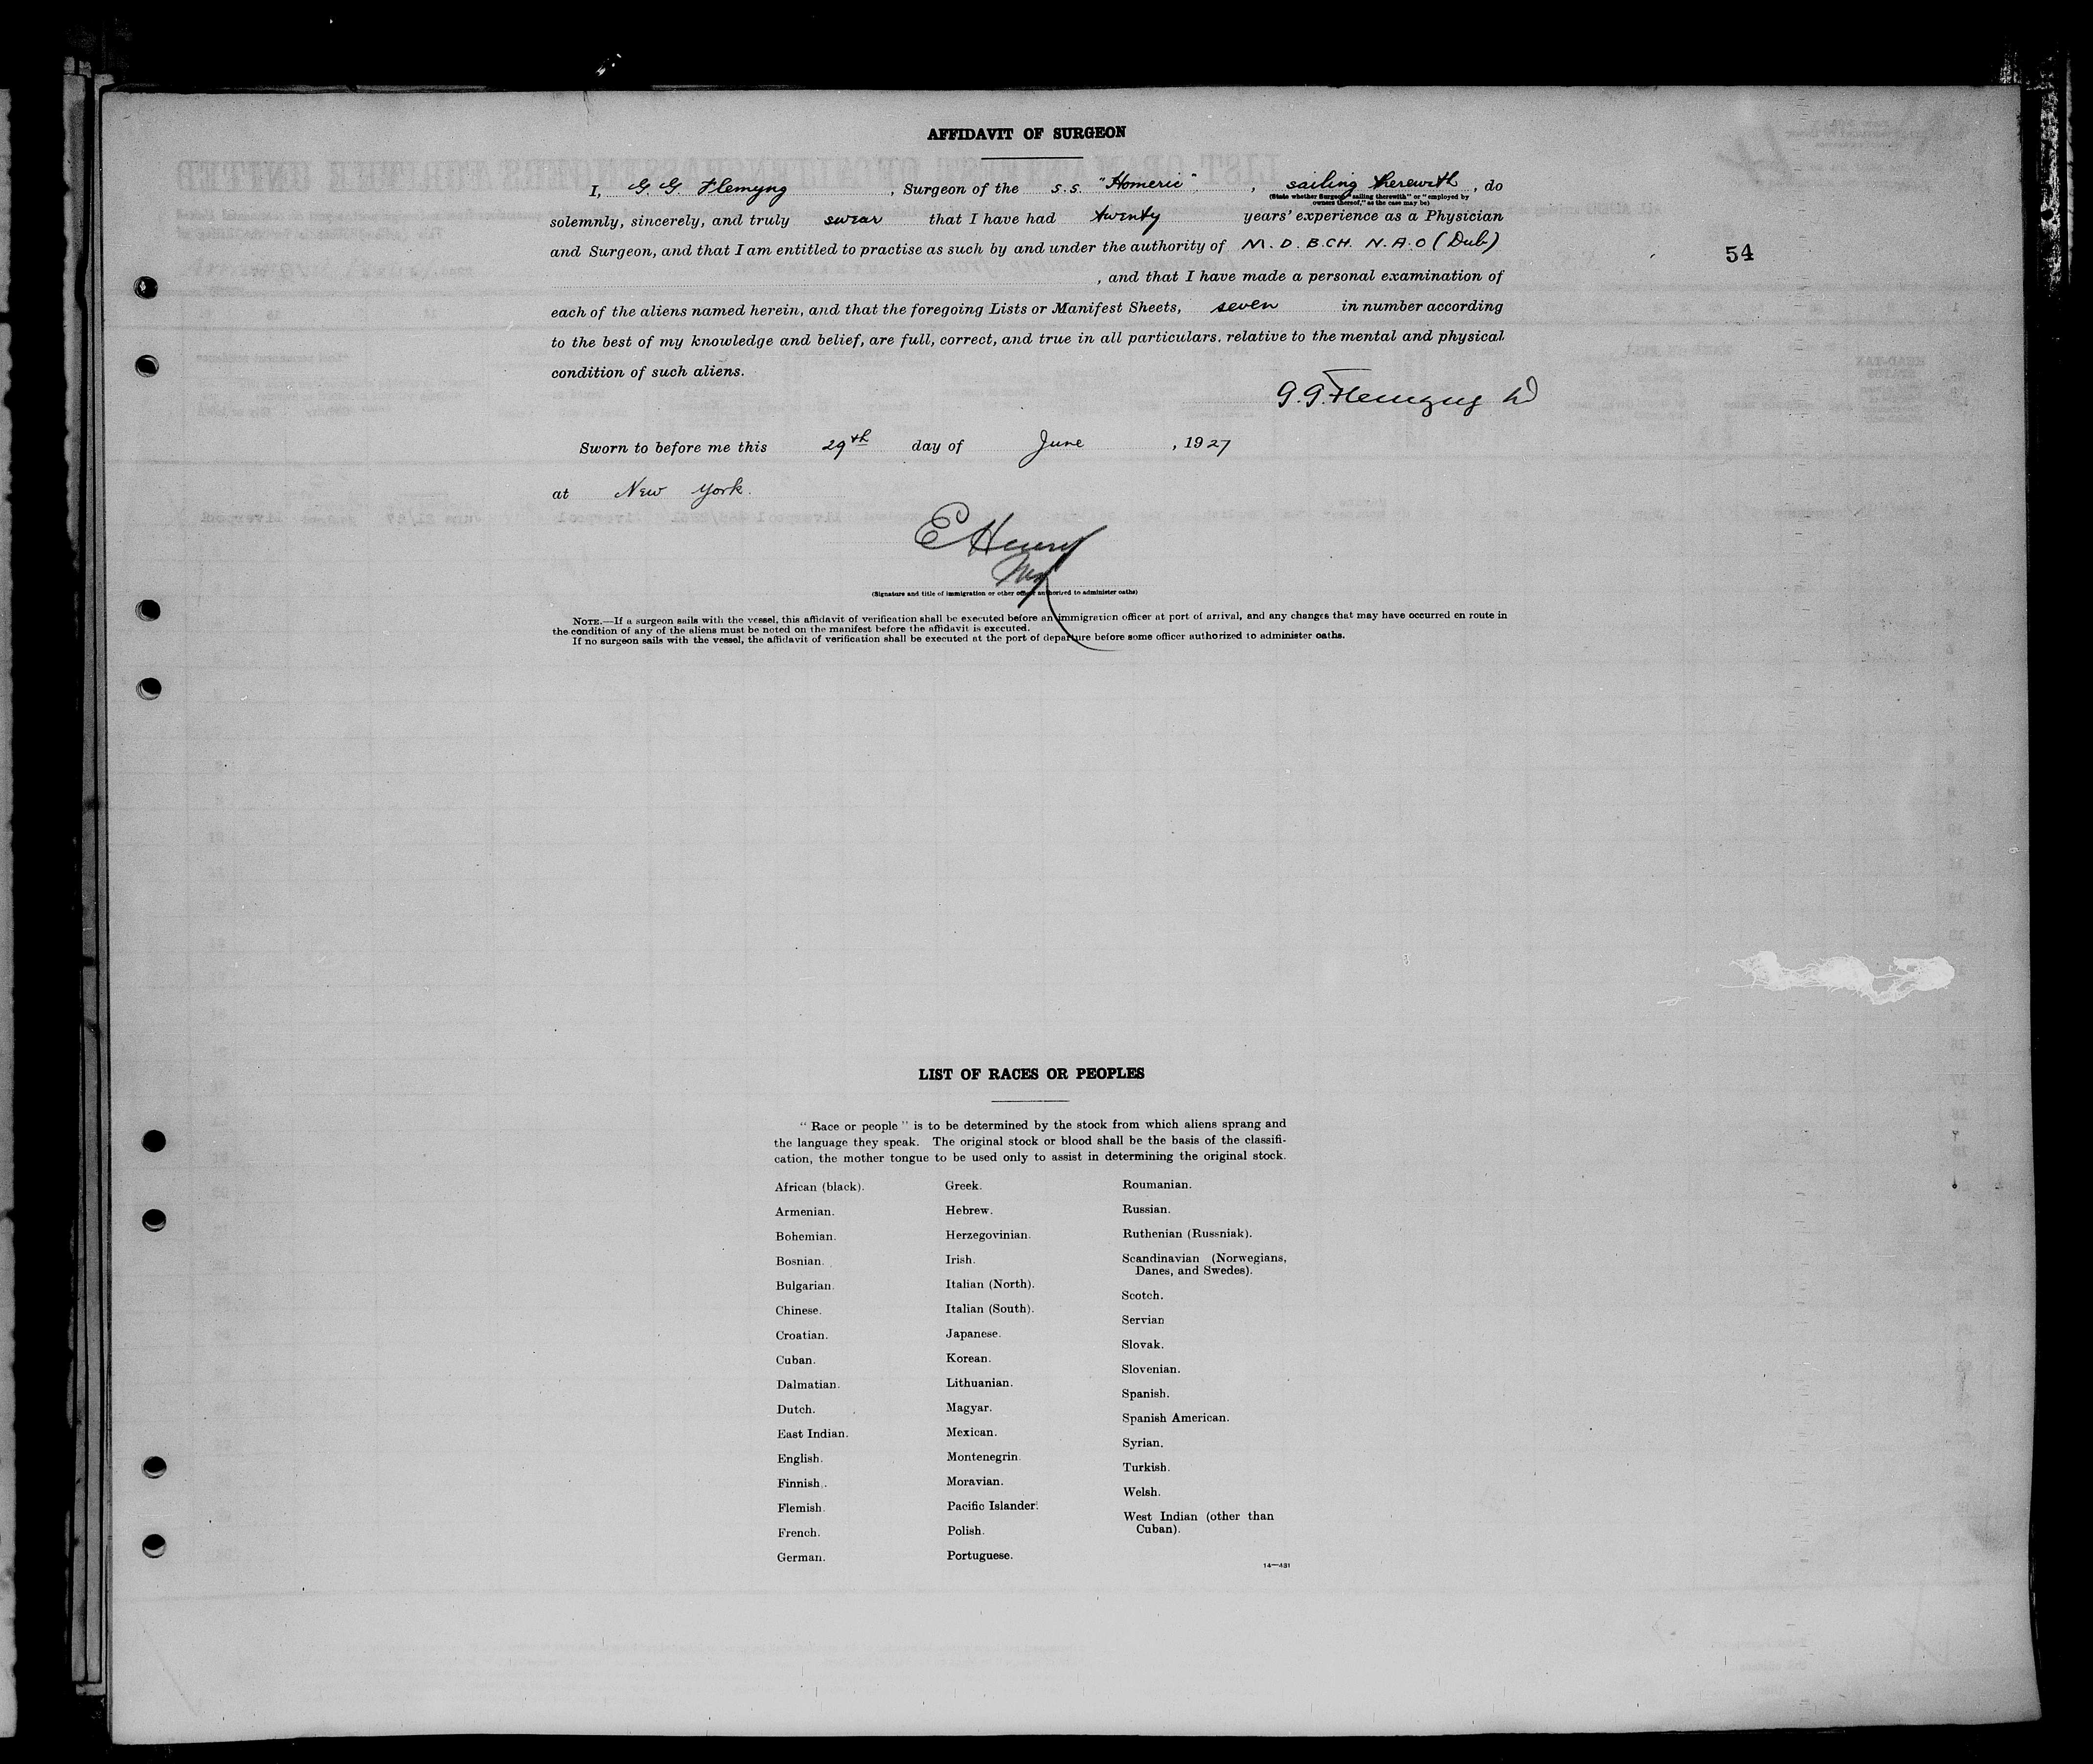 AFFIDAVIT OF SURGEON
I, G. G. Flemyng, Surgeon of the s.s. "Homeric", sailing therewith, do
(State whether Surgeon "sailing therewith" or "employed by
owners thereof," as the case may be)
solemnly, sincerely, and truly swear that I have had twenty years' experience as a Physician
and Surgeon, and that I am entitled to practise as such by and under the authority of M. D. B.CH. N.A.O (Dub.)
, and that I have made a personal examination of
54
each of the aliens named herein, and that the foregoing Lists or Manifest Sheets, seven in number according
to the best of my knowledge and belief, are full, correct, and true in all particulars. relative to the mental and physical
condition of such aliens.
G. G. Flemyng
Sworn to before me this 29th day of June, 1927
at New York.
E Henry
(Signature and title of immigration or other officer authorized to administer oaths)
NOTE.—If a surgeon sails with the vessel, this affidavit of verification shall be executed before an immigration officer at port of arrival, and any changes that may have occurred en route in
the condition of any of the aliens must be noted on the manifest before the affidavit is executed.
If no surgeon sails with the vessel, the affidavit of verification shall be executed at the port of departure before some officer authorized to administer oaths.
LIST OF RACES OR PEOPLES
"Race or people" is to be determined by the stock from which aliens sprang and
the language they speak. The original stock or blood shall be the basis of the classifi-
cation, the mother tongue to be used only to assist in determining the original stock.
African (black).
Armenian.
Bohemian.
Bosnian.
Bulgarian.
Chinese.
Croatian.
Cuban.
Dalmatian.
Dutch.
East Indian.
English.
Finnish.
Flemish.
French.
German.
Greek.
Hebrew.
Herzegovinian.
Irish.
Italian (North).
Italian (South).
Japanese.
Korean.
Lithuanian.
Magyar.
Mexican.
Montenegrin.
Moravian.
Pacific Islander.
Polish.
Portuguese.
Roumanian.
Russian.
Ruthenian (Russniak).
Scandinavian (Norwegians,
Danes, and Swedes).
Scotch.
Servian
Slovak.
Slovenian.
Spanish.
Spanish American.
Syrian.
Turkish.
Welsh.
West Indian (other than
Cuban).
14—431